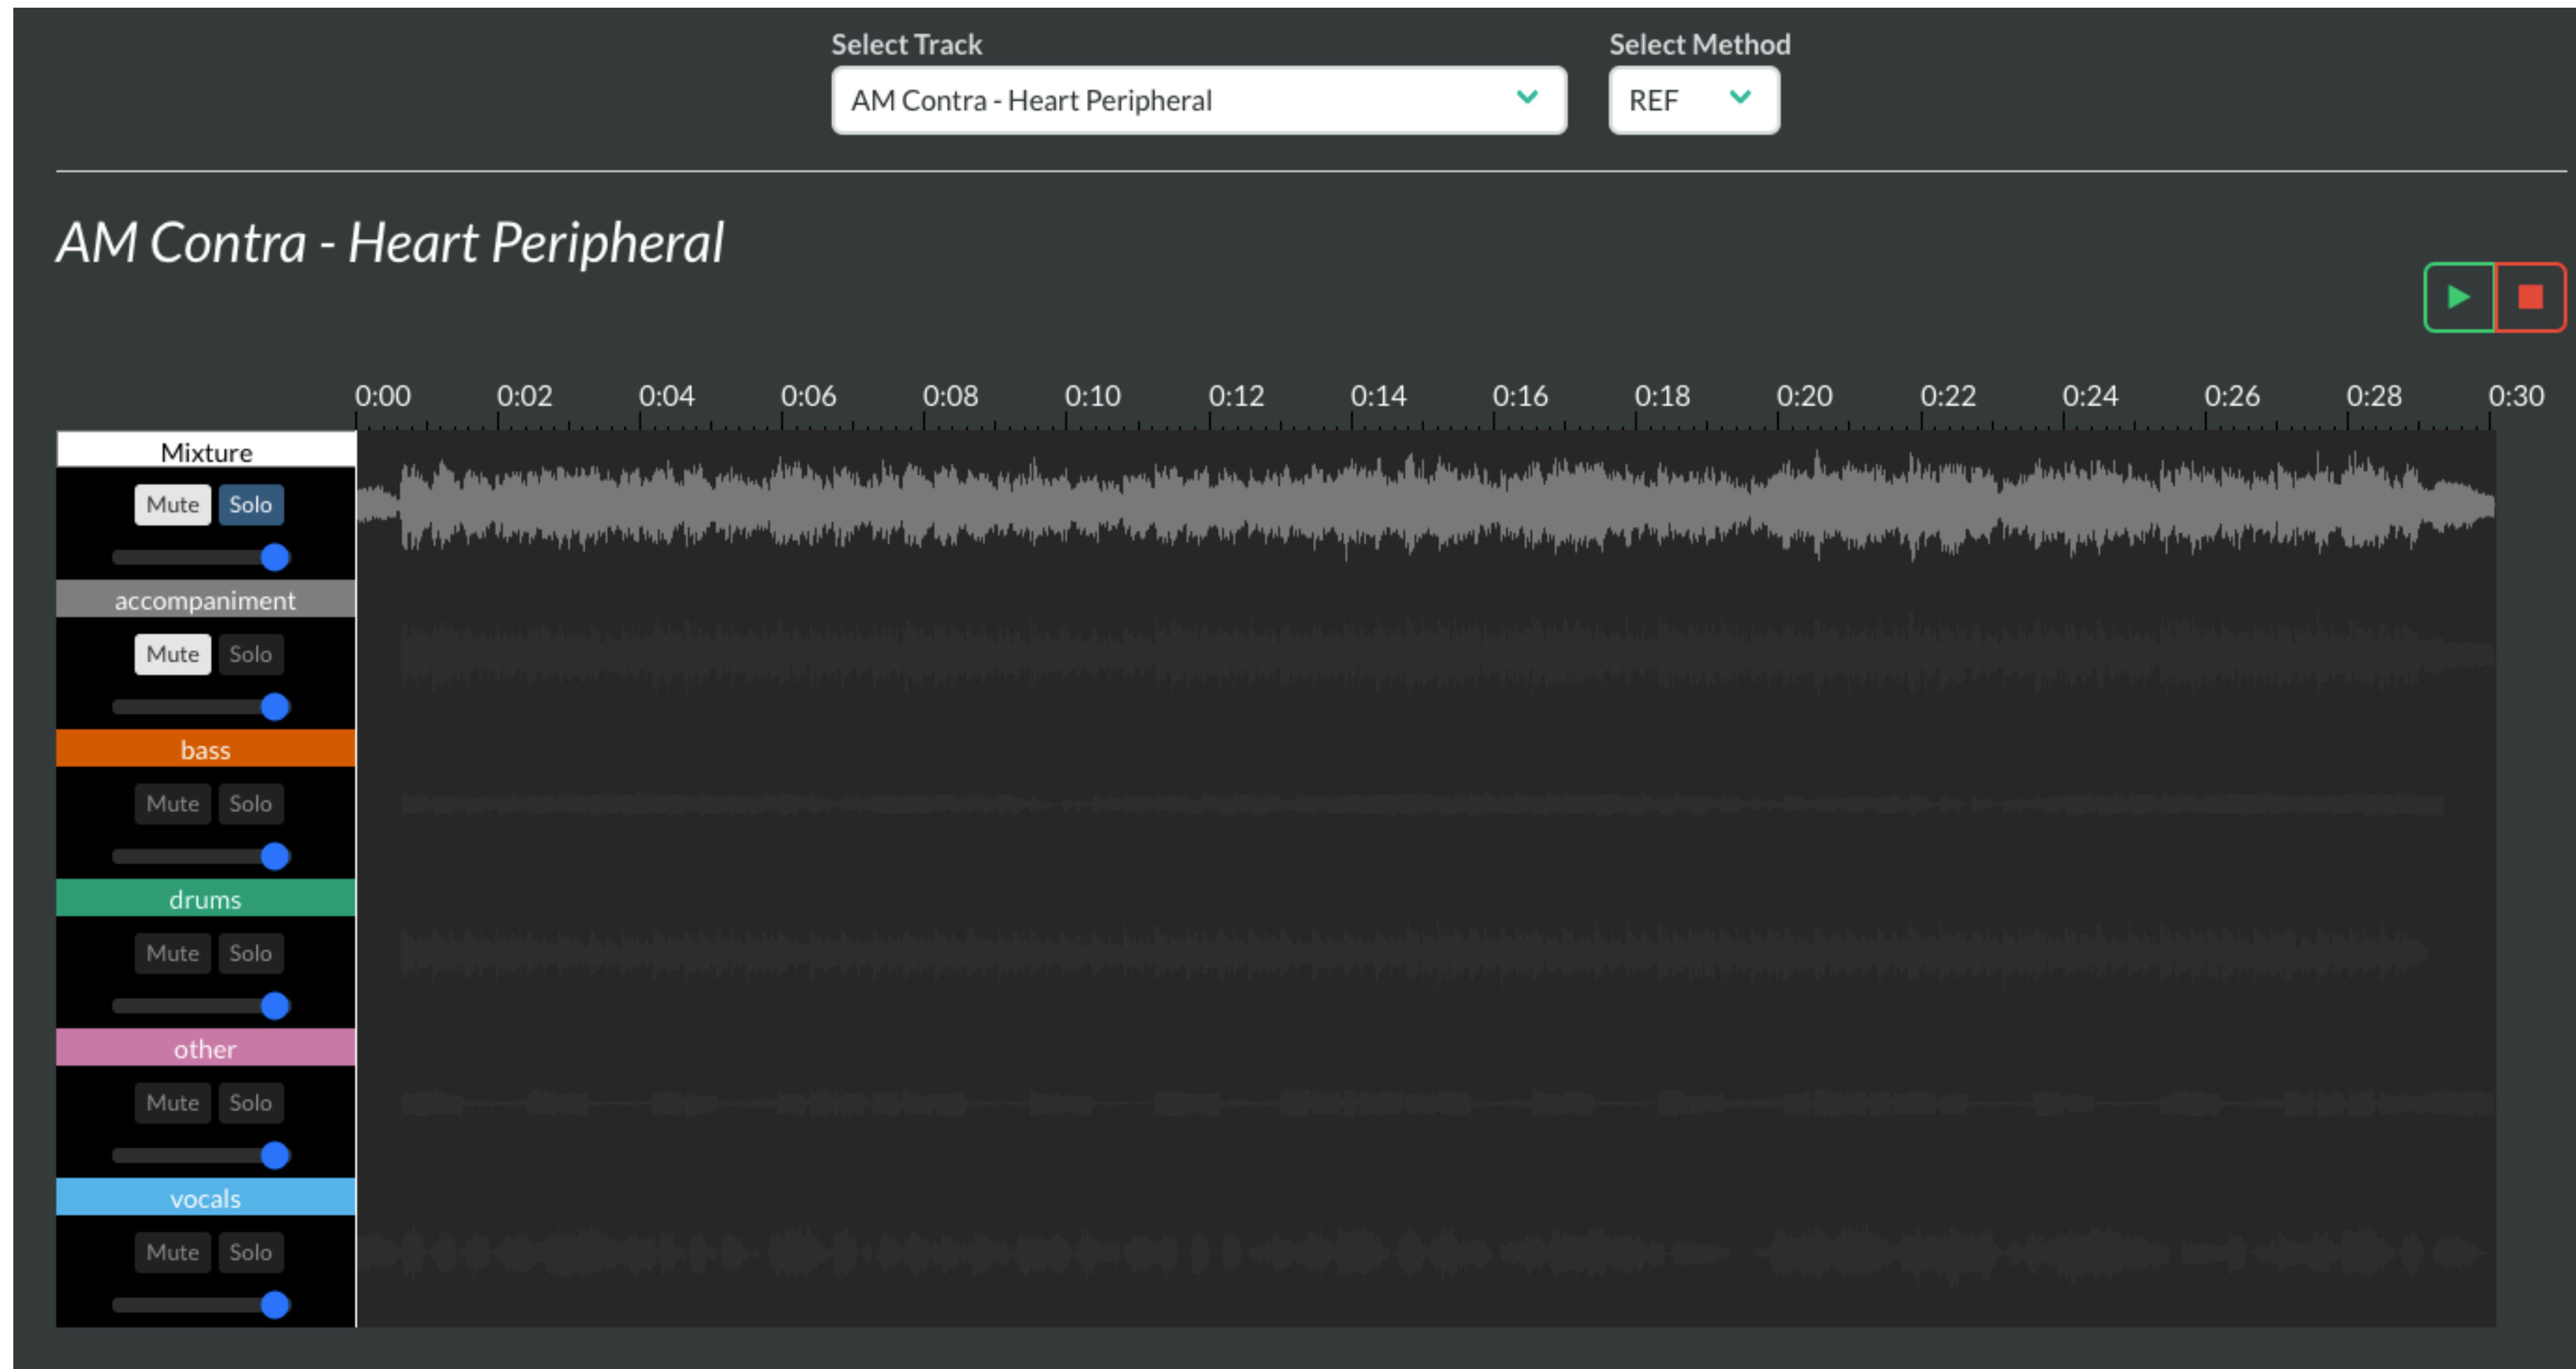 Select Track Select Method
AM Contra - Heart Peripheral REF
AM Contra - Heart Peripheral
0:00 0:02 0:04 0:06 0:08 0:10 0:12 0:14 0:16 0:18 0:20 0:22 0:24 0:26 0:28 0:30
Mixture
Mute Solo
accompaniment
Mute Solo
bass
Mute Solo
drums
Mute Solo
other
Mute Solo
vocals
Mute Solo